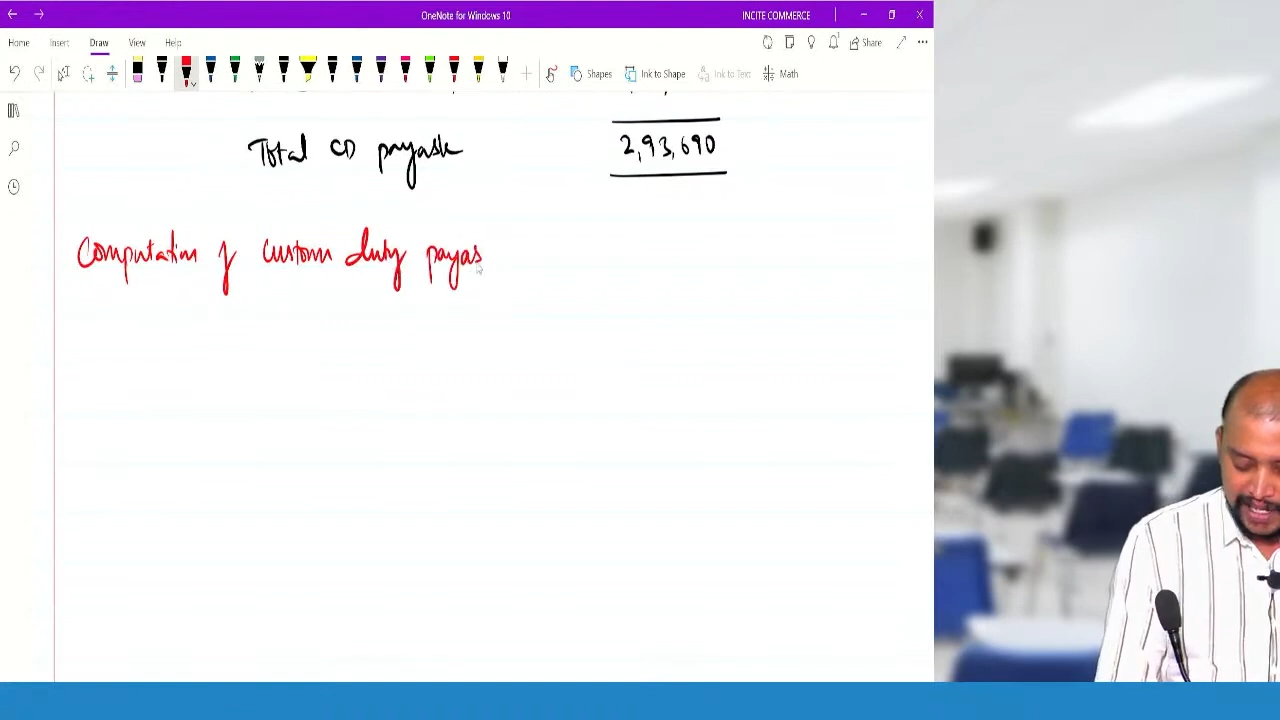 OneNote for Windows 10
INCITE COMMERCE
Home Insert Draw View Help
Share
Shapes Ink to Shape Ink to Text Math
Total CD payable 2,93,690
Computation of custom duty payab